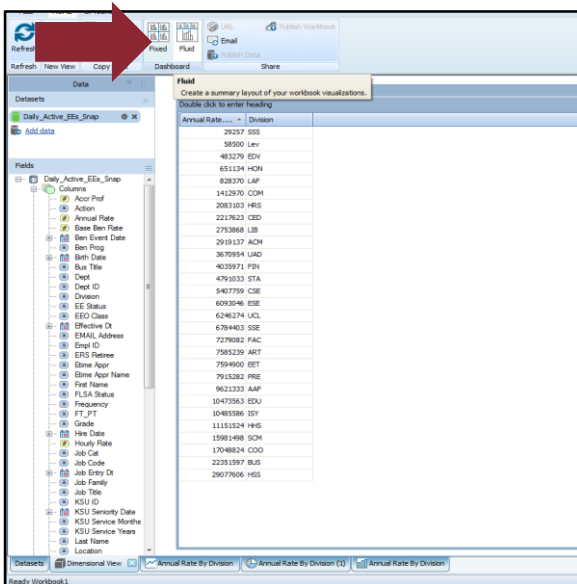 URL
Publish Workbook
Email
Publish Data
Refresh
Fixed
Fluid
Refresh
New View
Copy
Dashboard
Share
Data
Fluid
Create a summary layout of your workbook visualizations.
Datasets
Double click to enter heading
Daily_Active_EEs_Snap
Add data
Annual Rate.... Division
29257 SSS
58500 Lev
483279 EDV
651134 HON
828370 LAF
1412970 COM
2083103 HRS
2217623 CED
2753868 LIB
2919137 ACM
3670954 UAD
4035971 FIN
4791033 STA
5407759 CSE
6093046 ESE
6246274 UCL
6784403 SSE
7279082 FAC
7585239 ART
7594900 EET
7915282 PRE
9621333 AAF
10473563 EDU
10485586 ISY
11151524 HHS
15981498 SCM
17048824 COO
22351597 BUS
29077606 HSS
Fields
Daily_Active_EEs_Snap
Columns
Accr Prof
Action
Annual Rate
Base Ben Rate
Ben Event Date
Ben Prog
Birth Date
Bus Title
Dept
Dept ID
Division
EE Status
EEO Class
Effective Dt
EMAIL Address
Empl ID
ERS Retiree
Etime Appr
Etime Appr Name
First Name
FLSA Status
Frequency
FT_PT
Grade
Hire Date
Hourly Rate
Job Cat
Job Code
Job Entry Dt
Job Family
Job Title
KSU ID
KSU Seniority Date
KSU Service Months
KSU Service Years
Last Name
Location
Datasets
Dimensional View
Annual Rate By Division
Annual Rate By Division (1)
Annual Rate By Division
Ready Workbook1